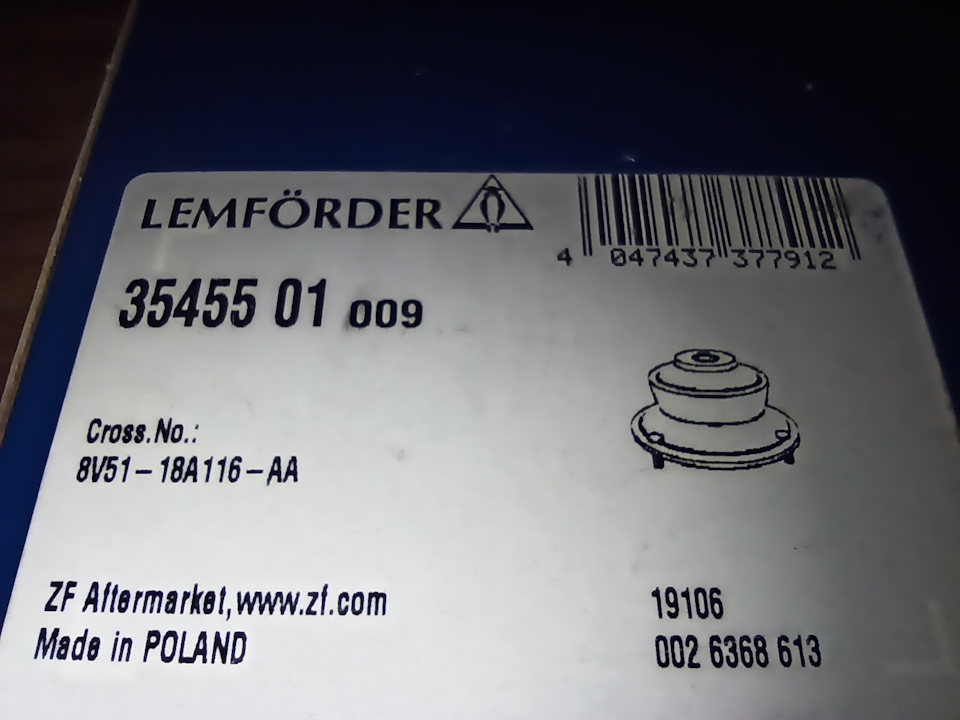 LEMFÖRDER
4 047437 377912
35455 01 009
Cross.No.:
8V51-18A116-AA
ZF Aftermarket, www.zf.com
Made in POLAND
19106
002 6368 613